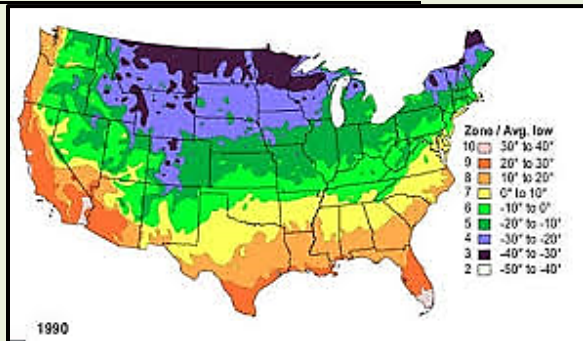 Zone / Avg. low
10 30° to 40°
9 20° to 30°
8 10° to 20°
7 0° to 10°
6 -10° to 0°
5 -20° to -10°
4 -30° to -20°
3 -40° to -30°
2 -50° to -40°
1990